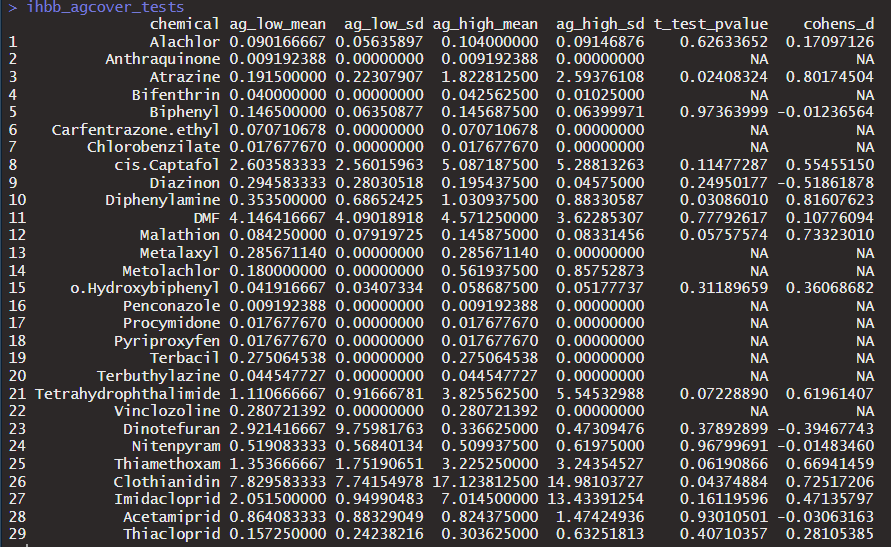 > ihbb_agcover_tests
chemical ag_low_mean ag_low_sd ag_high_mean ag_high_sd t_test_pvalue cohens_d
1 Alachlor 0.090166667 0.05635897 0.104000000 0.09146876 0.62633652 0.17097126
2 Anthraquinone 0.009192388 0.00000000 0.009192388 0.00000000 NA NA
3 Atrazine 0.191500000 0.22307907 1.822812500 2.59376108 0.02408324 0.80174504
4 Bifenthrin 0.040000000 0.00000000 0.042562500 0.01025000 NA NA
5 Biphenyl 0.146500000 0.06350877 0.145687500 0.06399971 0.97363999 -0.01236564
6 Carfentrazone.ethyl 0.070710678 0.00000000 0.070710678 0.00000000 NA NA
7 Chlorobenzilate 0.017677670 0.00000000 0.017677670 0.00000000 NA NA
8 cis.Captafol 2.603583333 2.56015963 5.087187500 5.28813263 0.11477287 0.55455150
9 Diazinon 0.294583333 0.28030518 0.195437500 0.04575000 0.24950177 -0.51861878
10 Diphenylamine 0.353500000 0.68652425 1.030937500 0.88330587 0.03086010 0.81607623
11 DMF 4.146416667 4.09018918 4.571250000 3.62285307 0.77792617 0.10776094
12 Malathion 0.084250000 0.07919725 0.145875000 0.08331456 0.05757574 0.73323010
13 Metalaxyl 0.285671140 0.00000000 0.285671140 0.00000000 NA NA
14 Metolachlor 0.180000000 0.00000000 0.561937500 0.85752873 NA NA
15 o.Hydroxybiphenyl 0.041916667 0.03407334 0.058687500 0.05177737 0.31189659 0.36068682
16 Penconazole 0.009192388 0.00000000 0.009192388 0.00000000 NA NA
17 Procymidone 0.017677670 0.00000000 0.017677670 0.00000000 NA NA
18 Pyriproxyfen 0.017677670 0.00000000 0.017677670 0.00000000 NA NA
19 Terbacil 0.275064538 0.00000000 0.275064538 0.00000000 NA NA
20 Terbuthylazine 0.044547727 0.00000000 0.044547727 0.00000000 NA NA
21 Tetrahydrophthalimide 1.110666667 0.91666781 3.825562500 5.54532988 0.07228890 0.61961407
22 Vinclozoline 0.280721392 0.00000000 0.280721392 0.00000000 NA NA
23 Dinotefuran 2.921416667 9.75981763 0.336625000 0.47309476 0.37892899 -0.39467743
24 Nitenpyram 0.519083333 0.56840134 0.509937500 0.61975000 0.96799691 -0.01483460
25 Thiamethoxam 1.353666667 1.75190651 3.225250000 3.24354527 0.06190866 0.66941459
26 Clothianidin 7.829583333 7.74154978 17.123812500 14.98103727 0.04374884 0.72517206
27 Imidacloprid 2.051500000 0.94990483 7.014500000 13.43391254 0.16119596 0.47135797
28 Acetamiprid 0.864083333 0.88329049 0.824375000 1.47424936 0.93010501 -0.03063163
29 Thiacloprid 0.157250000 0.24238216 0.303625000 0.63251813 0.40710357 0.28105385